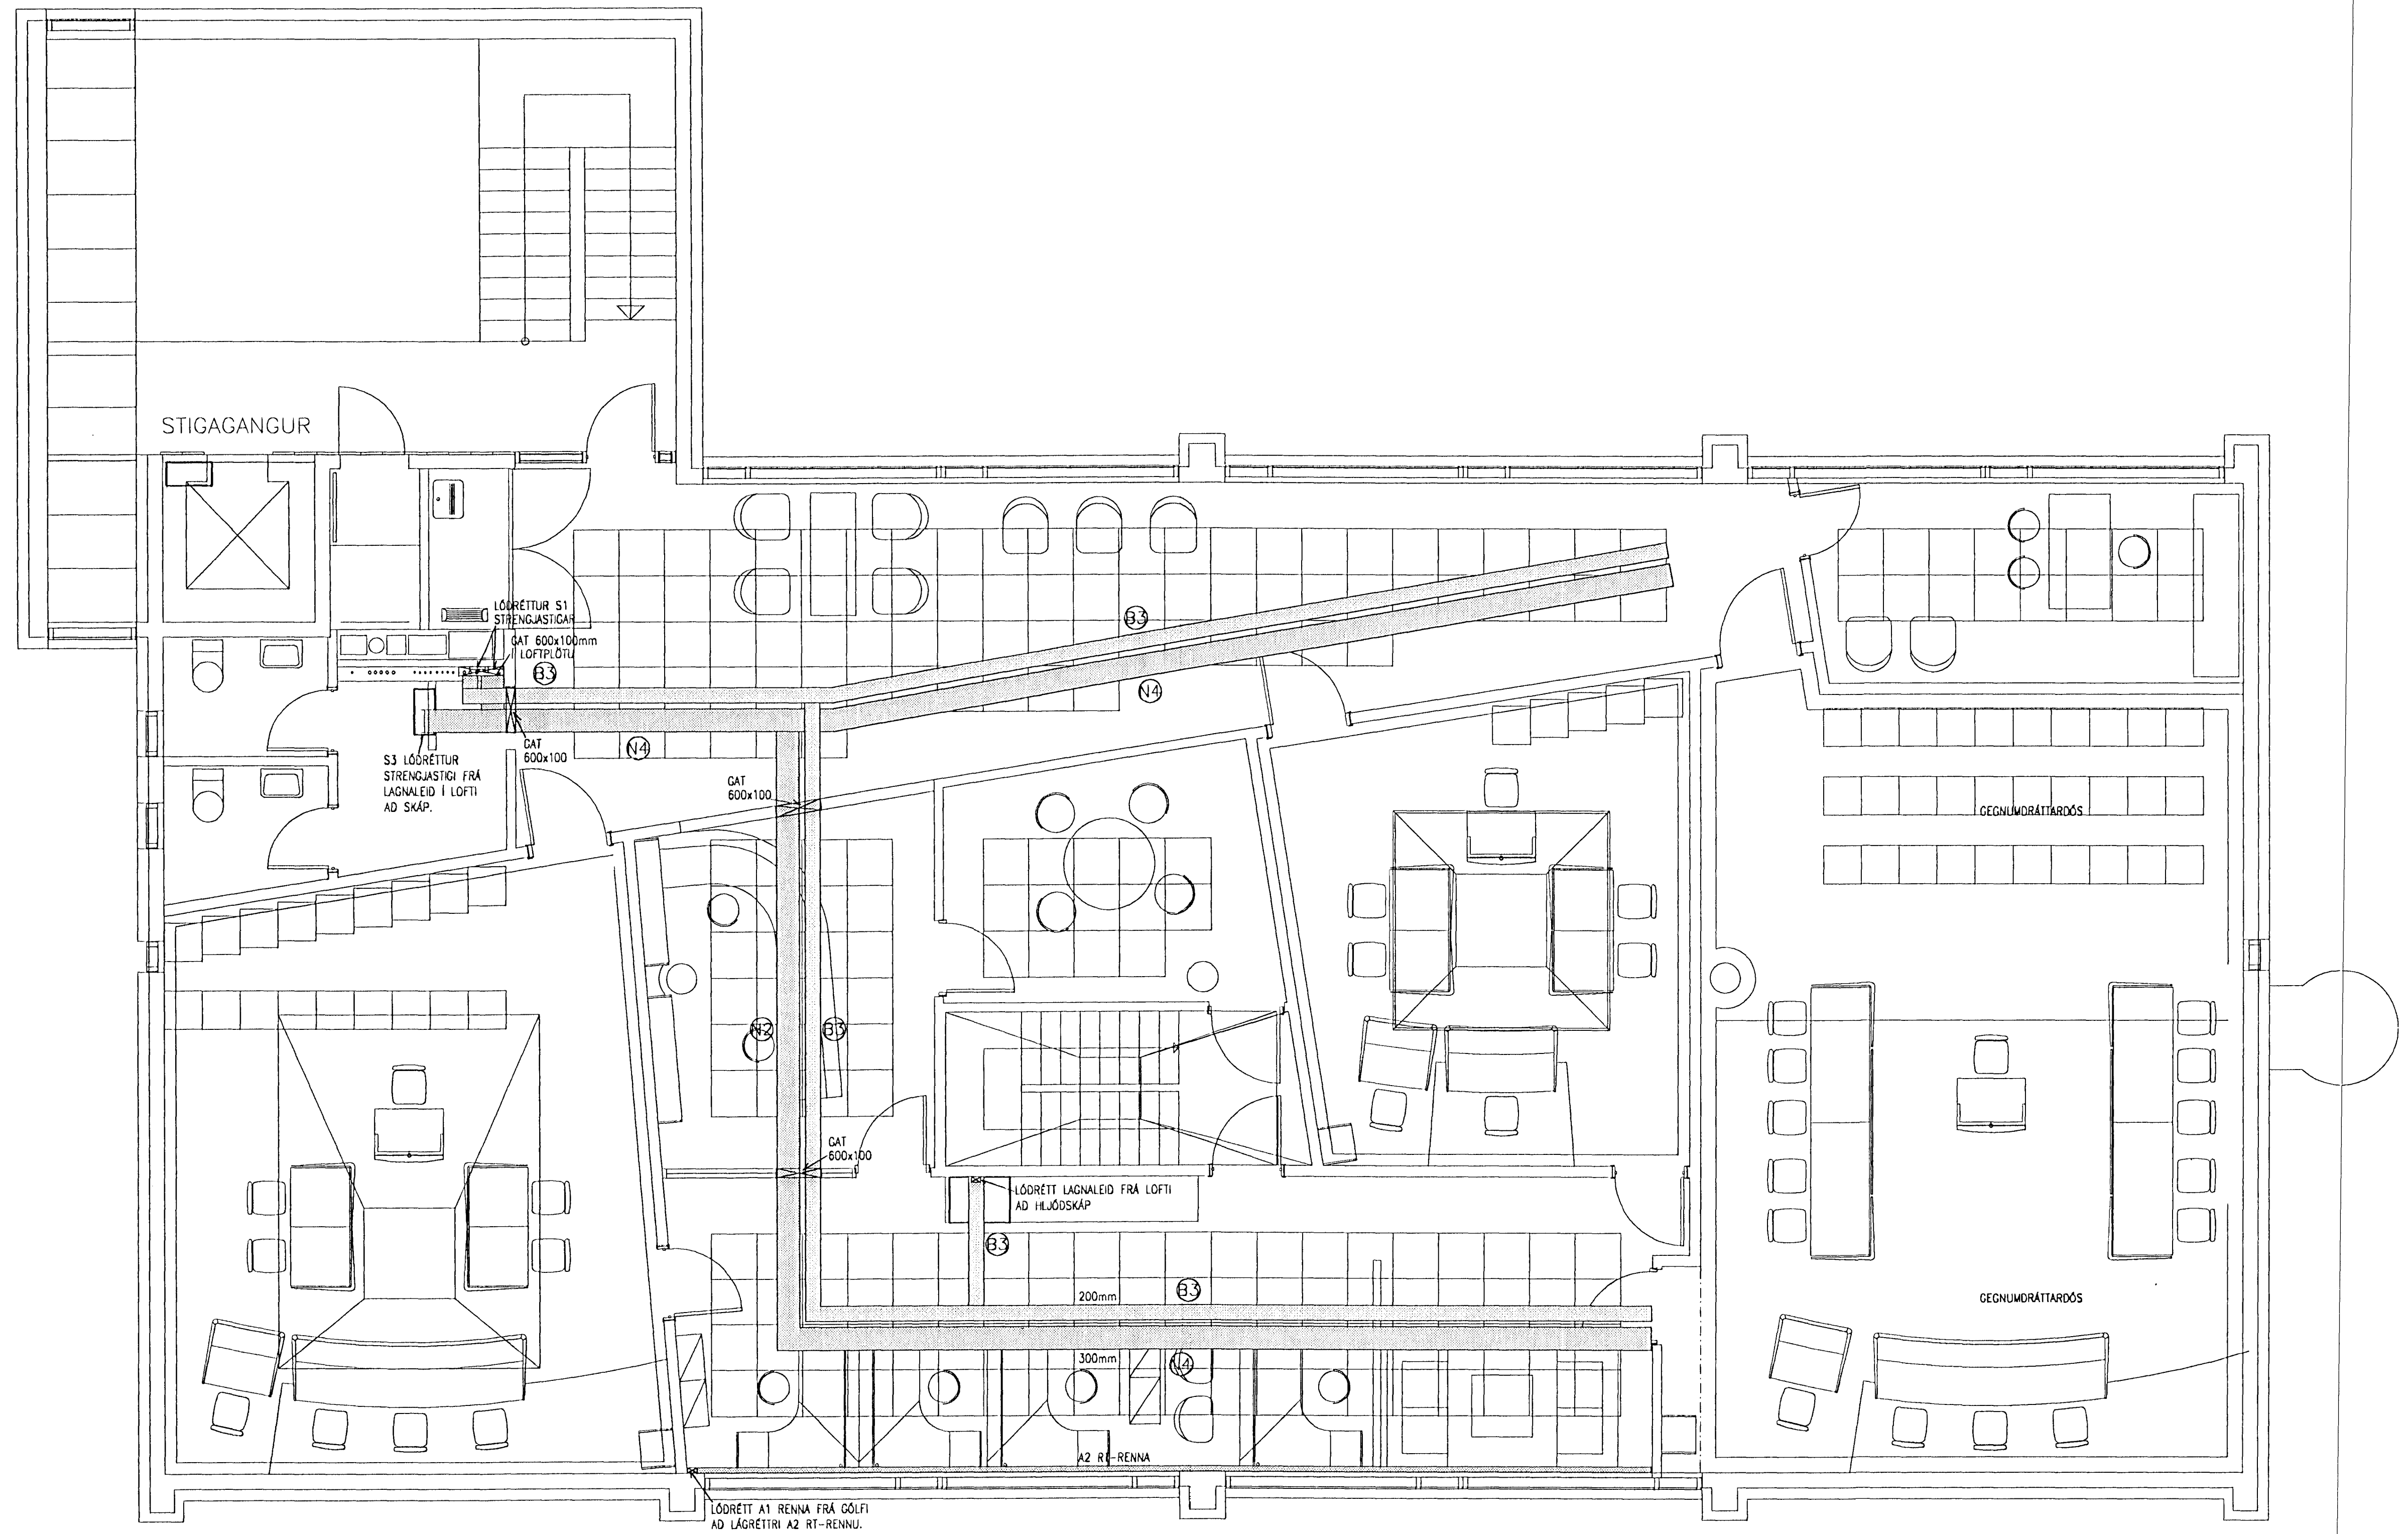 STIGAGANGUR
LÓÐRÉTTUR S1
STRENGJASTIGAR
GAT 600x100mm
Í LOFTPLÖTU
B3
B3
N4
N4
GAT
600x100
S3 LÓÐRÉTTUR
STRENGJASTIGI FRÁ
LAGNALEIÐ Í LOFTI
AÐ SKÁP.
GAT
600x100
GEGNUMDRÁTTARDÓS
N2
B3
GAT
600x100
LÓÐRÉTT LAGNALEIÐ FRÁ LOFTI
AÐ HLJÓÐSKÁP
B3
B3
200mm
GEGNUMDRÁTTARDÓS
300mm
N4
A2 RT-RENNA
LÓÐRÉTT A1 RENNA FRÁ GÓLFI
AÐ LÁGRÉTTRI A2 RT-RENNU.